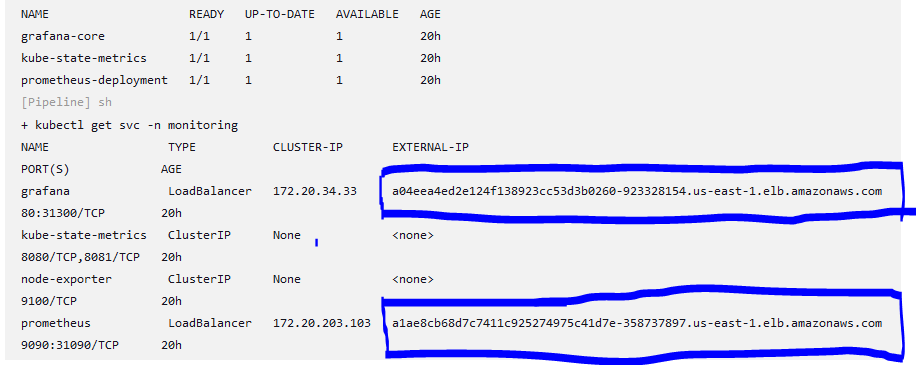 NAME READY UP-TO-DATE AVAILABLE AGE
grafana-core 1/1 1 1 20h
kube-state-metrics 1/1 1 1 20h
prometheus-deployment 1/1 1 1 20h
[Pipeline] sh
+ kubectl get svc -n monitoring
NAME TYPE CLUSTER-IP EXTERNAL-IP
PORT(S) AGE
grafana LoadBalancer 172.20.34.33 a04eea4ed2e124f138923cc53d3b0260-923328154.us-east-1.elb.amazonaws.com
80:31300/TCP 20h
kube-state-metrics ClusterIP None <none>
8080/TCP,8081/TCP 20h
node-exporter ClusterIP None <none>
9100/TCP 20h
prometheus LoadBalancer 172.20.203.103 a1ae8cb68d7c7411c925274975c41d7e-358737897.us-east-1.elb.amazonaws.com
9090:31090/TCP 20h